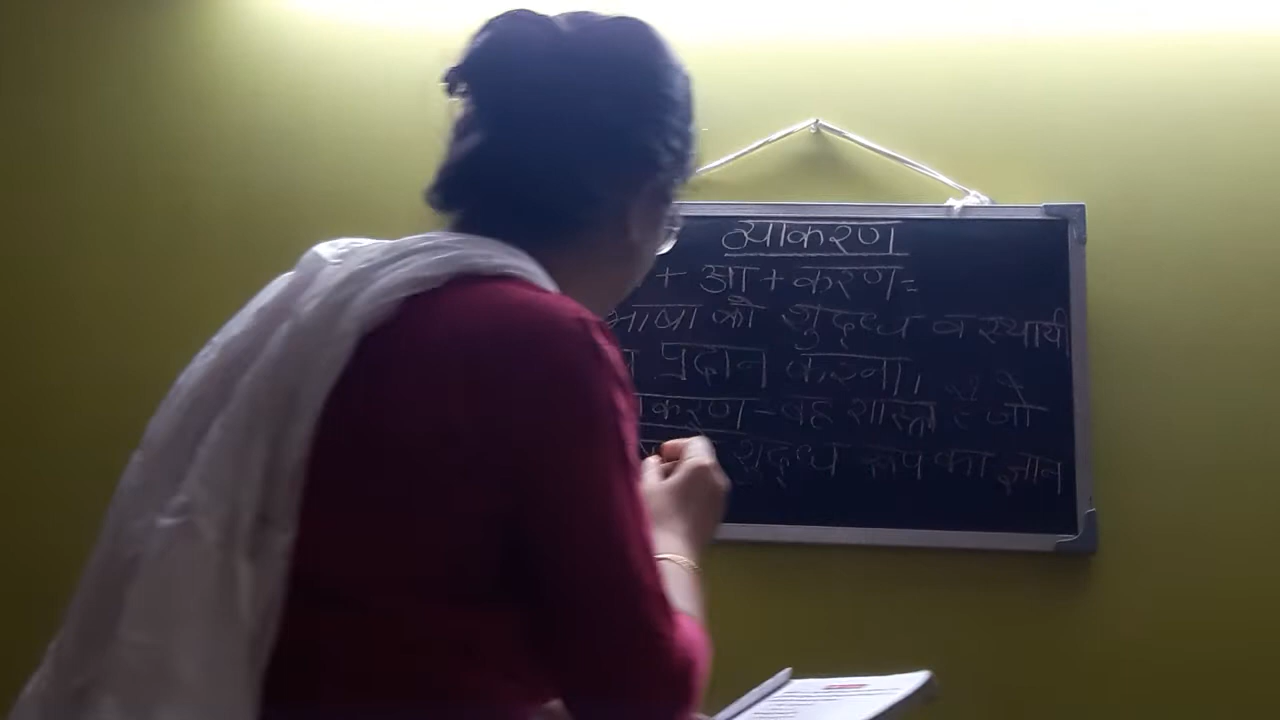 व्याकरण
+ आ + करण =
भाषा को शुद्ध व स्थायी
प्रदान करना।
करण - वह शास्त्र है जो
शुद्ध रूप का ज्ञान